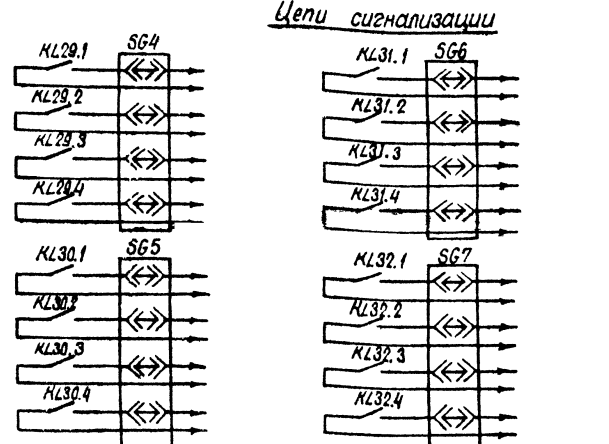 Цепи сигнализации
SG4
KL29.1
KL29.2
KL29.3
KL29.4
SG5
KL30.1
KL30.2
KL30.3
KL30.4
SG6
KL31.1
KL31.2
KL31.3
KL31.4
SG7
KL32.1
KL32.2
KL32.3
KL32.4